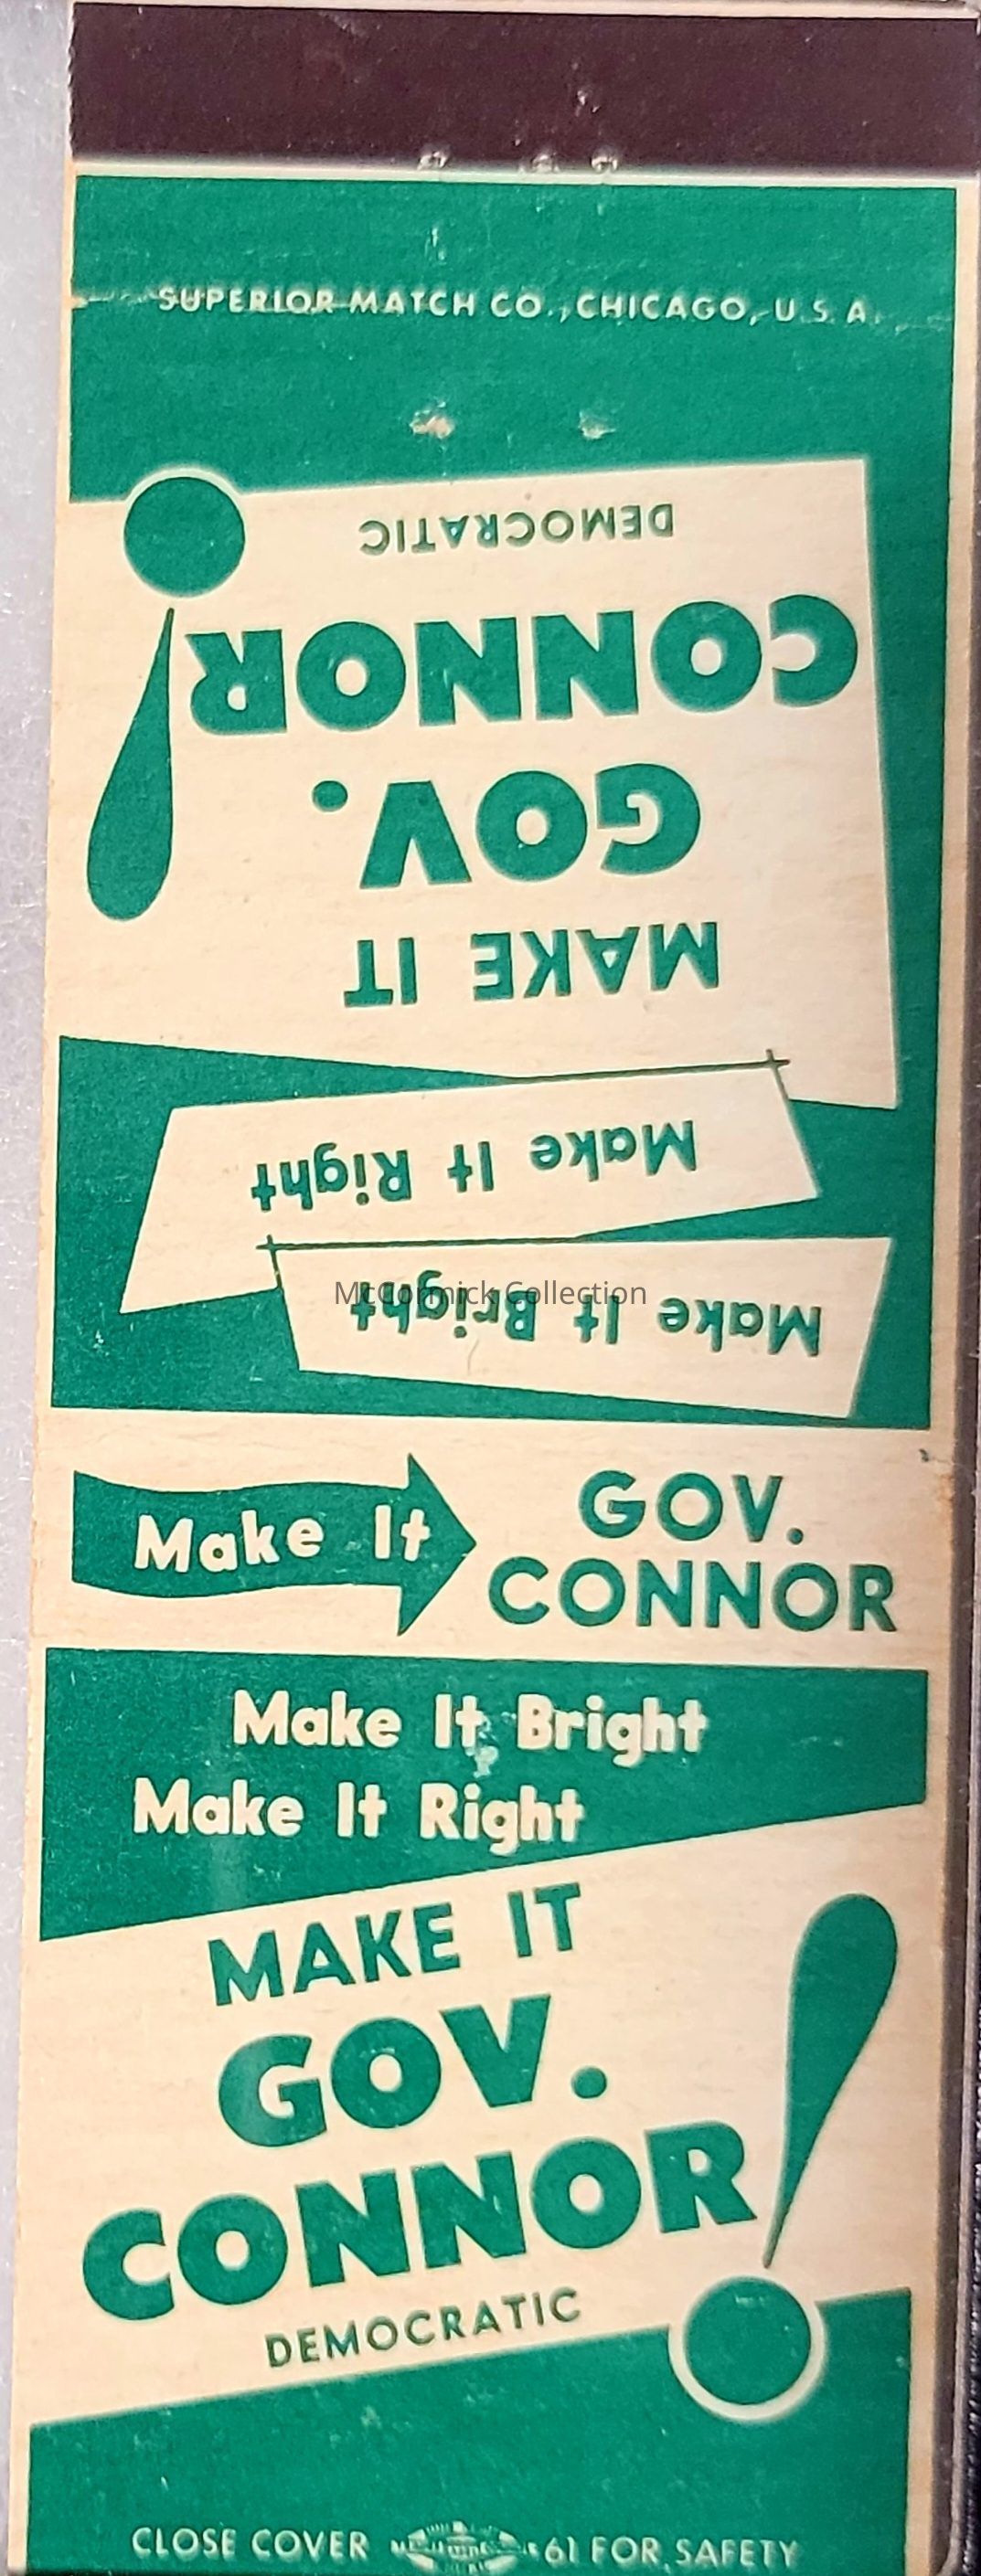 SUPERIOR MATCH CO., CHICAGO, U.S.A.
Make It Bright
Make It Right
MAKE IT
GOV.
CONNOR!
DEMOCRATIC
McCormick Collection
Make It GOV.
CONNOR
Make It Bright
Make It Right
MAKE IT
GOV.
CONNOR!
DEMOCRATIC
CLOSE COVER 61 FOR SAFETY